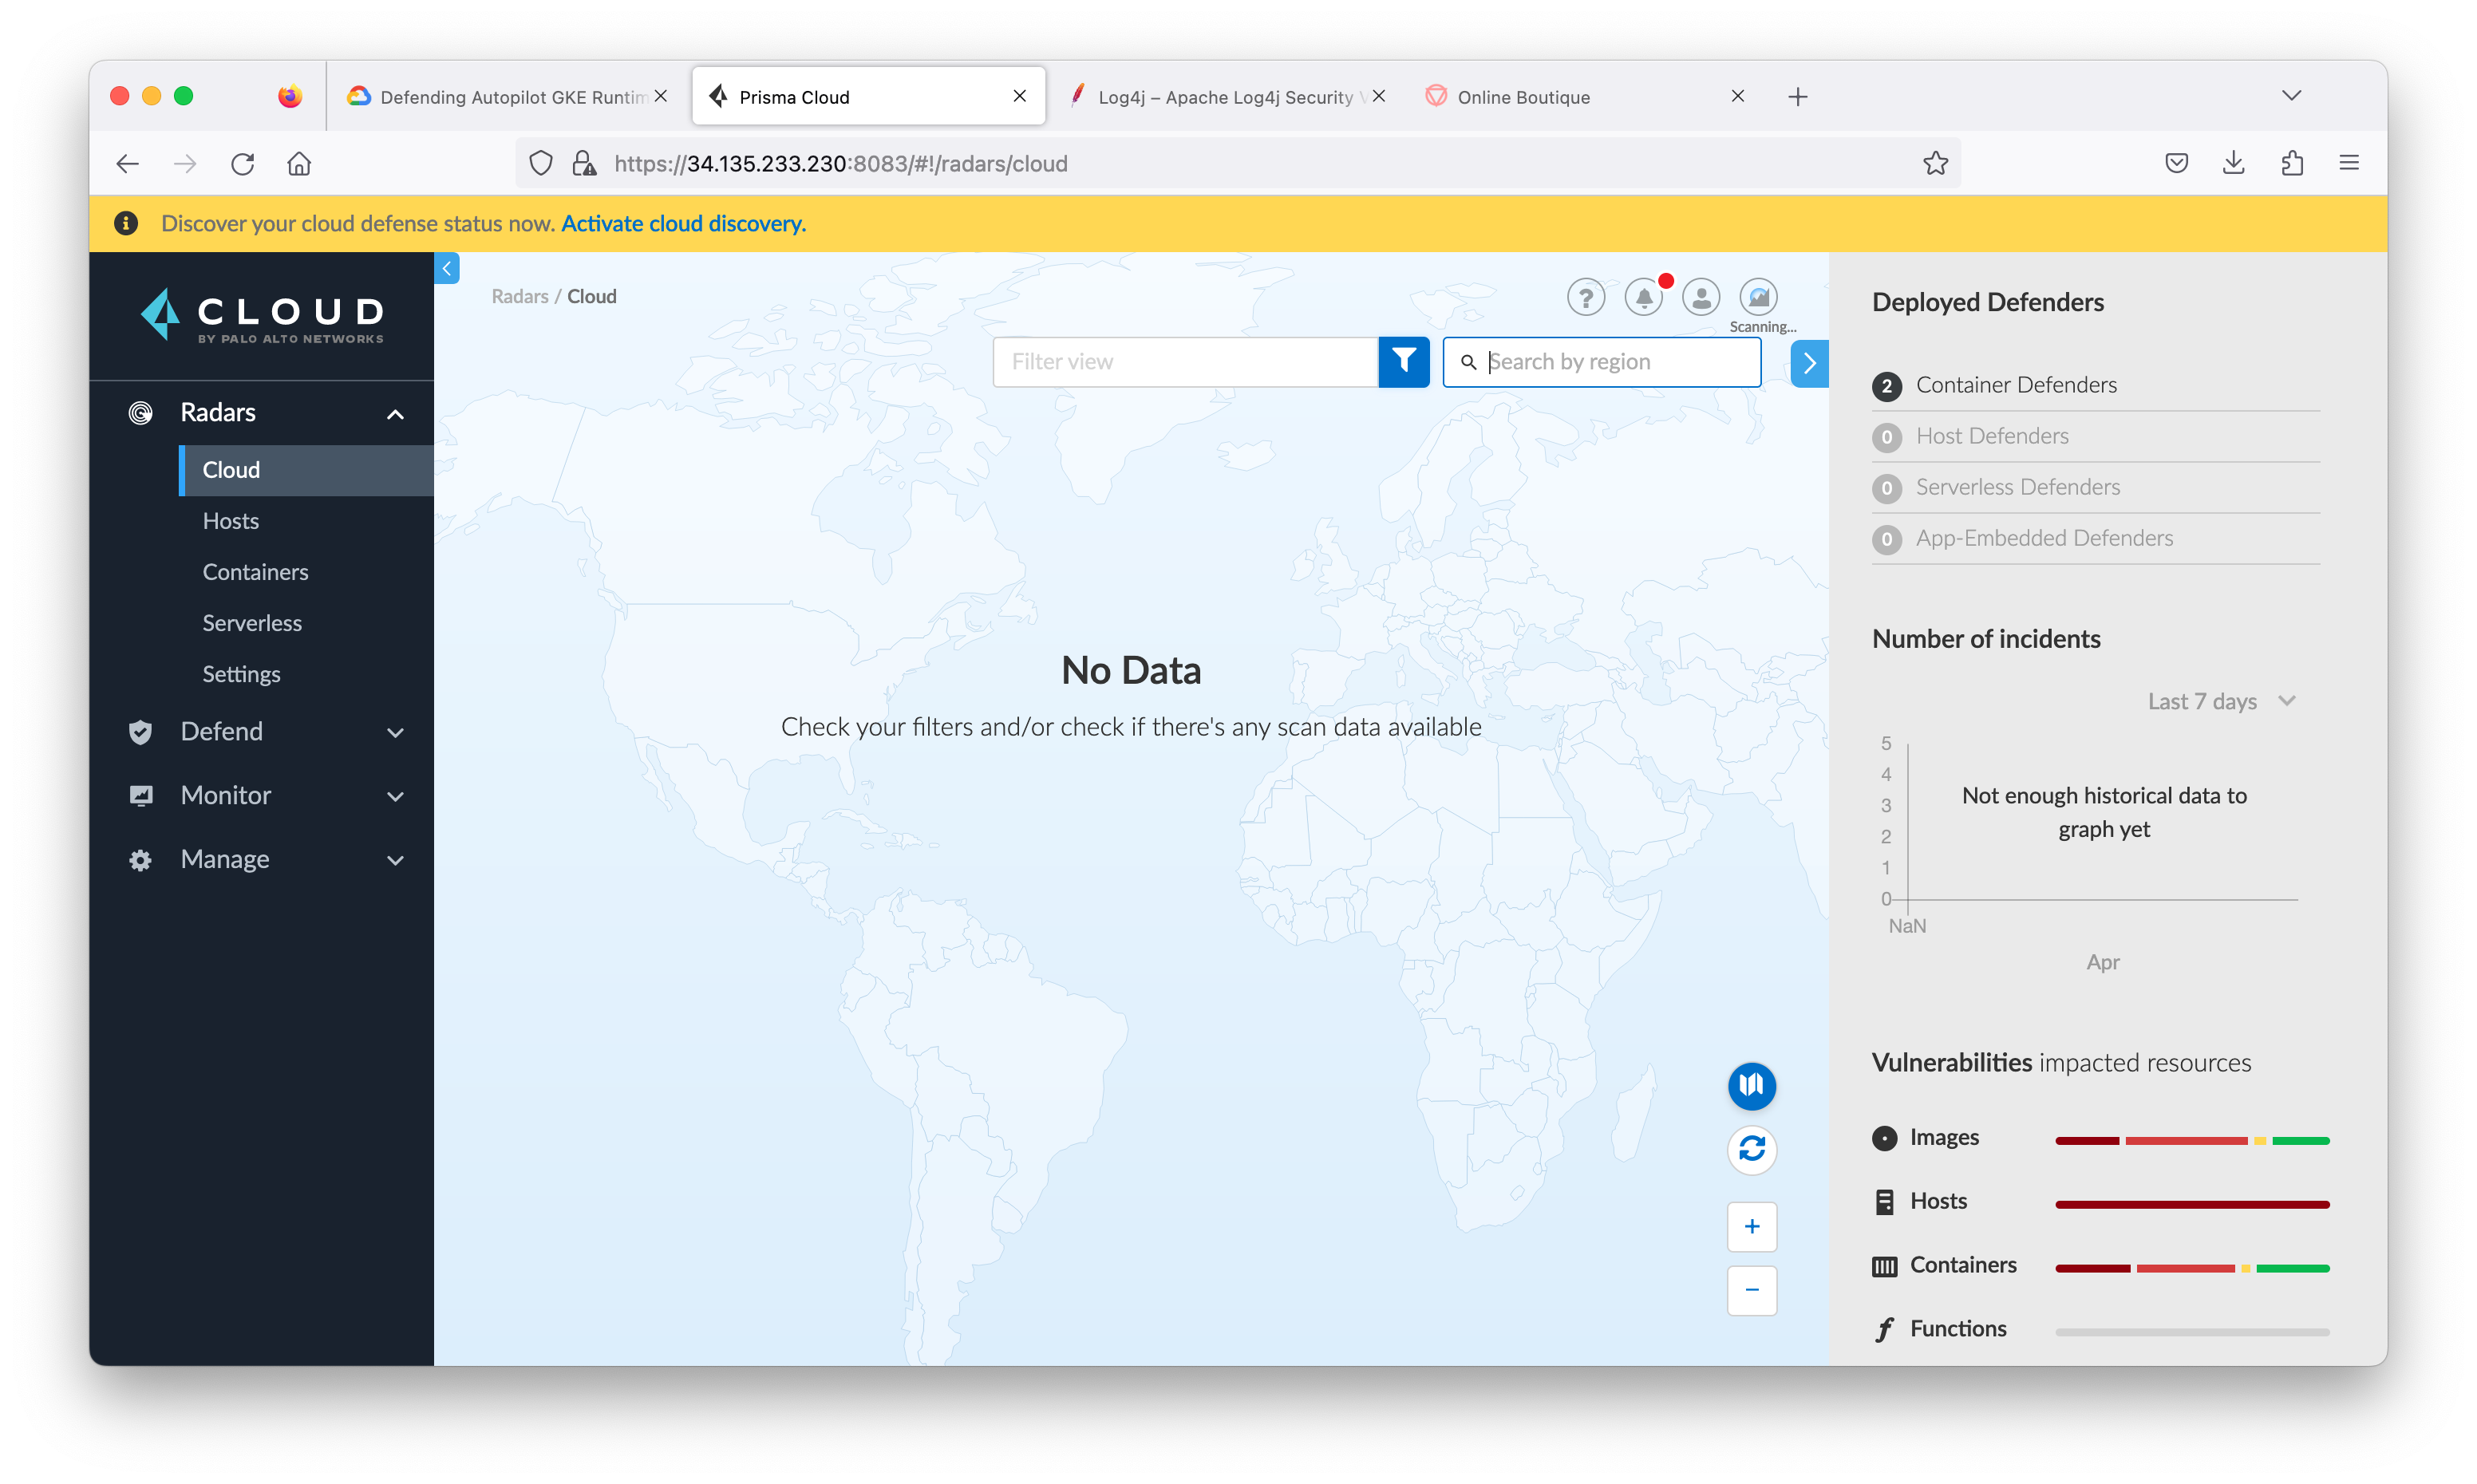 Defending Autopilot GKE Runtim
Prisma Cloud
Log4j – Apache Log4j Security V
Online Boutique
https://34.135.233.230:8083/#!/radars/cloud
Discover your cloud defense status now. Activate cloud discovery.
CLOUD
BY PALO ALTO NETWORKS
Radars
Cloud
Hosts
Containers
Serverless
Settings
Defend
Monitor
Manage
Radars / Cloud
Scanning...
Filter view
Search by region
No Data
Check your filters and/or check if there's any scan data available
Deployed Defenders
2 Container Defenders
0 Host Defenders
0 Serverless Defenders
0 App-Embedded Defenders
Number of incidents
Last 7 days
5
4
3
2
1
0
Not enough historical data to
graph yet
NaN
Apr
Vulnerabilities impacted resources
Images
Hosts
Containers
Functions